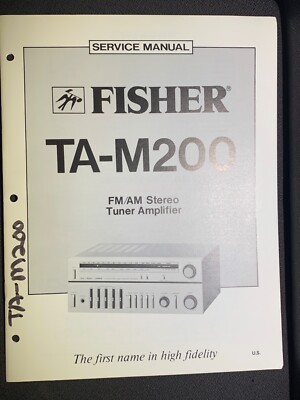 SERVICE MANUAL
FISHER®
TA-M200
FM/AM Stereo
Tuner Amplifier
The first name in high fidelity
U.S.
TA-M200